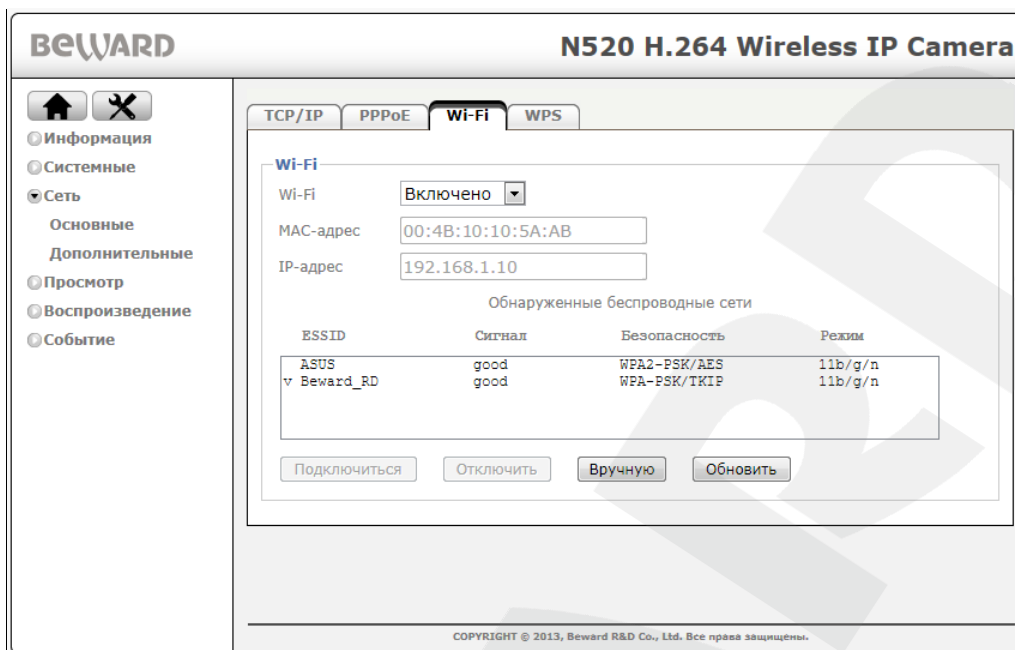 BEWARD
N520 H.264 Wireless IP Camera
Информация
Системные
Сеть
Основные
Дополнительные
Просмотр
Воспроизведение
Событие
TCP/IP PPPoE Wi-Fi WPS
Wi-Fi
Wi-Fi Включено
MAC-адрес 00:4B:10:10:5A:AB
IP-адрес 192.168.1.10
Обнаруженные беспроводные сети
ESSID Сигнал Безопасность Режим
ASUS good WPA2-PSK/AES 11b/g/n
▽ Beward_RD good WPA-PSK/TKIP 11b/g/n
Подключиться Отключить Вручную Обновить
COPYRIGHT © 2013, Beward R&D Co., Ltd. Все права защищены.